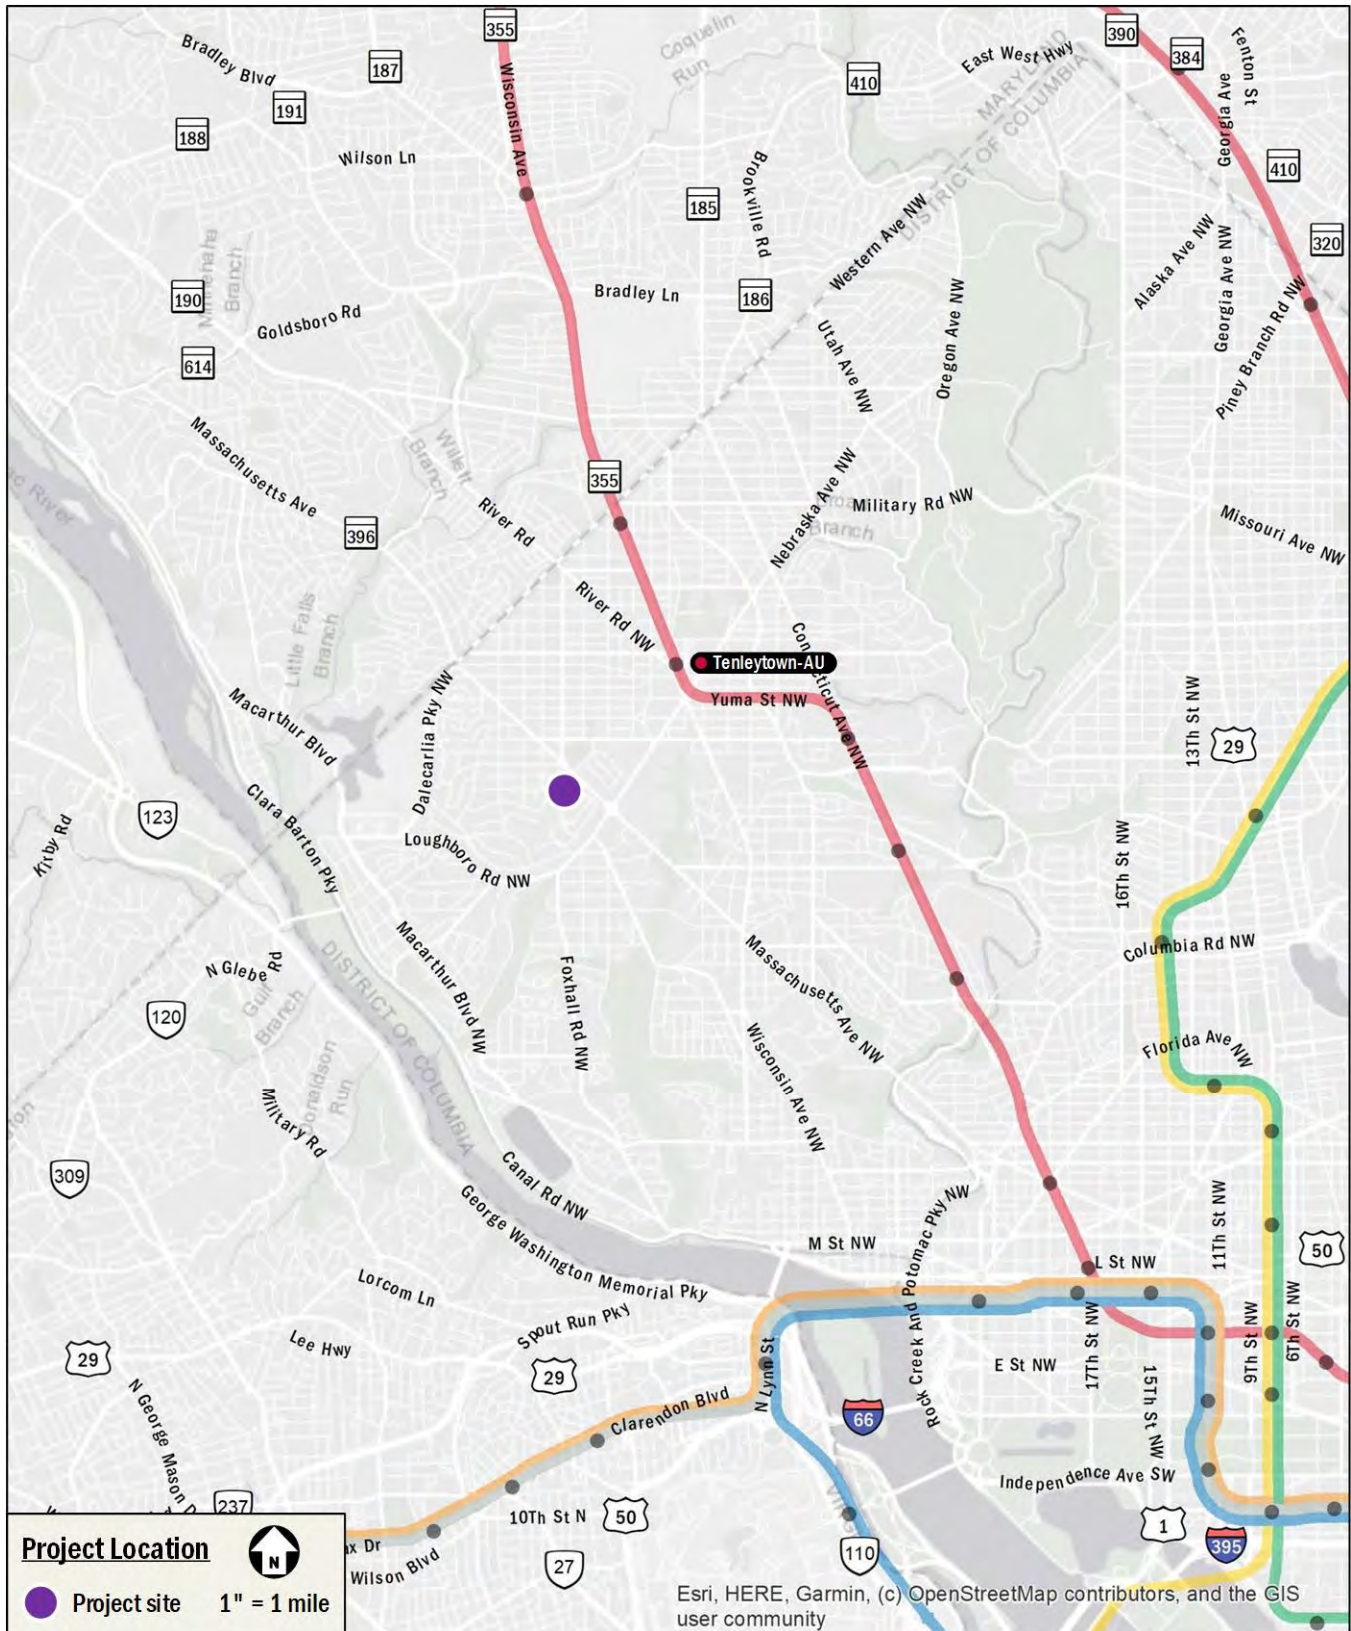 355
390
384
Bradley Blvd
187
Coquelin
Run
410
East West Hwy
Fenton St
MARYLAND
DISTRICT OF COLUMBIA
Georgia Ave
191
188
Wilson Ln
Wisconsin Ave
Brookville Rd
410
185
Western Ave NW
Alaska Ave NW
Georgia Ave NW
320
Minnehaha
Branch
190
Goldsboro Rd
Bradley Ln
186
614
Utah Ave NW
Oregon Ave NW
Piney Branch Rd NW
Massachusetts Ave
Willett
Branch
355
Nebraska Ave NW
Military Rd NW
Branch
River Rd
396
Missouri Ave NW
River
River Rd NW
Little Falls
Branch
Tenleytown-AU
Connecticut Ave NW
Yuma St NW
Dalecarlia Pky NW
Macarthur Blvd
13Th St NW
29
Clara Barton Pky
123
Kirby Rd
Loughboro Rd NW
16Th St NW
Columbia Rd NW
Macarthur Blvd NW
N Glebe Rd
Gulf
Branch
DISTRICT OF COLUMBIA
Foxhall Rd NW
Massachusetts Ave NW
120
Florida Ave NW
Wisconsin Ave NW
Donaldson
Run
Military Rd
309
Canal Rd NW
George Washington Memorial Pky
Rock Creek And Potomac Pky NW
11Th St NW
M St NW
L St NW
50
Lorcom Ln
Spout Run Pky
Lee Hwy
29
29
N Lynn St
E St NW
17Th St NW
15Th St NW
9Th St NW
6Th St NW
66
Clarendon Blvd
N George Mason D
Independence Ave SW
237
10Th St N
50
1
395
110
27
ax Dr
Wilson Blvd
Project Location
N
Project site 1" = 1 mile
Esri, HERE, Garmin, (c) OpenStreetMap contributors, and the GIS
user community